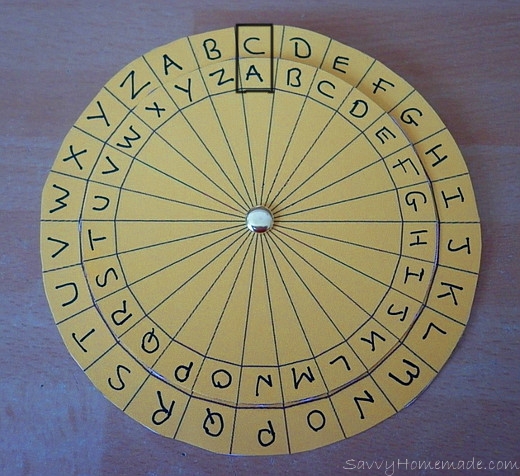 C D E F G H I J K L M N O P Q R S T U V W X Y Z A B
A B C D E F G H I J K L M N O P Q R S T U V W X Y Z
SavvyHomemade.com